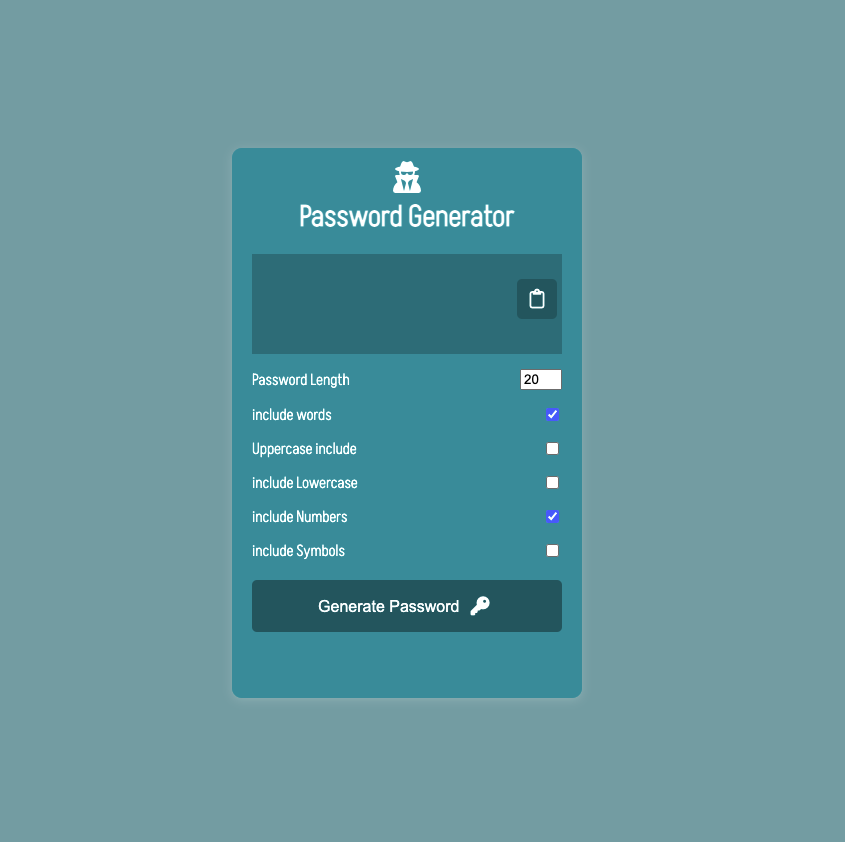 Password Generator
Password Length 20
include words
Uppercase include
include Lowercase
include Numbers
include Symbols
Generate Password